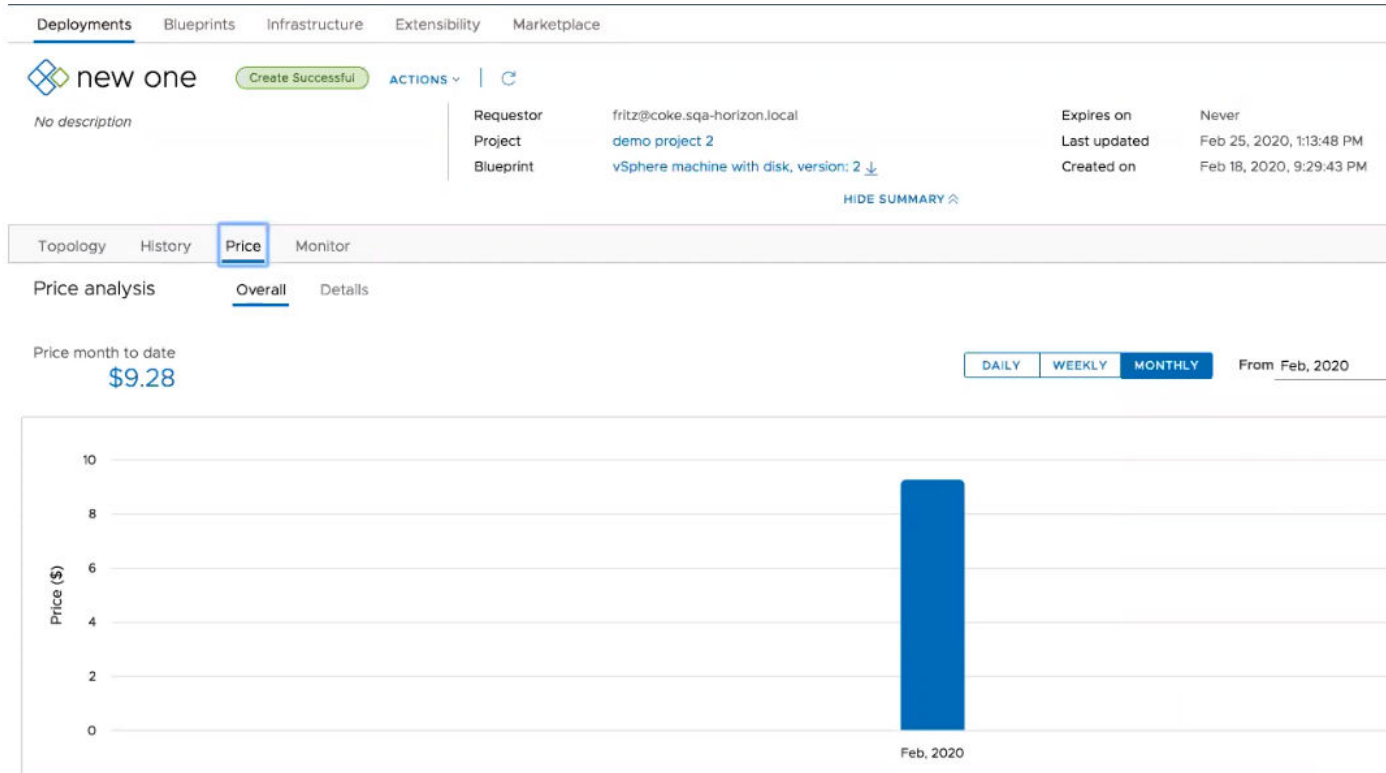 Deployments Blueprints Infrastructure Extensibility Marketplace
new one Create Successful ACTIONS
No description
Requestor fritz@coke.sqa-horizon.local
Project demo project 2
Blueprint vSphere machine with disk, version: 2
Expires on Never
Last updated Feb 25, 2020, 1:13:48 PM
Created on Feb 18, 2020, 9:29:43 PM
HIDE SUMMARY
Topology History Price Monitor
Price analysis Overall Details
Price month to date
$9.28
DAILY WEEKLY MONTHLY From Feb, 2020
10
8
6
4
2
0
Price ($)
Feb, 2020